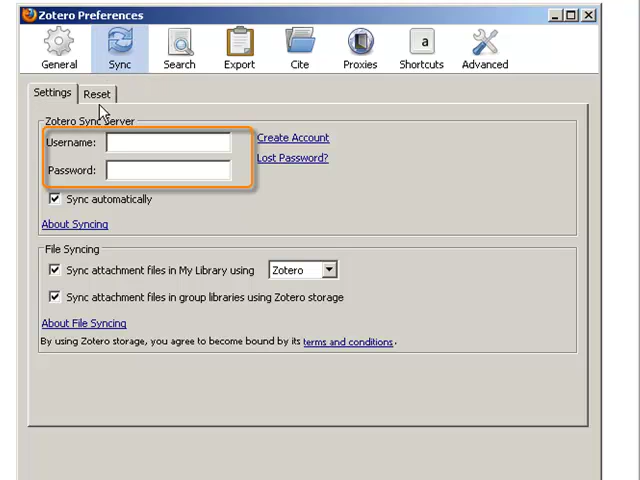 Zotero Preferences
General Sync Search Export Cite Proxies a Shortcuts Advanced
Settings Reset
Zotero Sync Server
Username: Create Account
Password: Lost Password?
Sync automatically
About Syncing
File Syncing
Sync attachment files in My Library using Zotero
Sync attachment files in group libraries using Zotero storage
About File Syncing
By using Zotero storage, you agree to become bound by its terms and conditions.